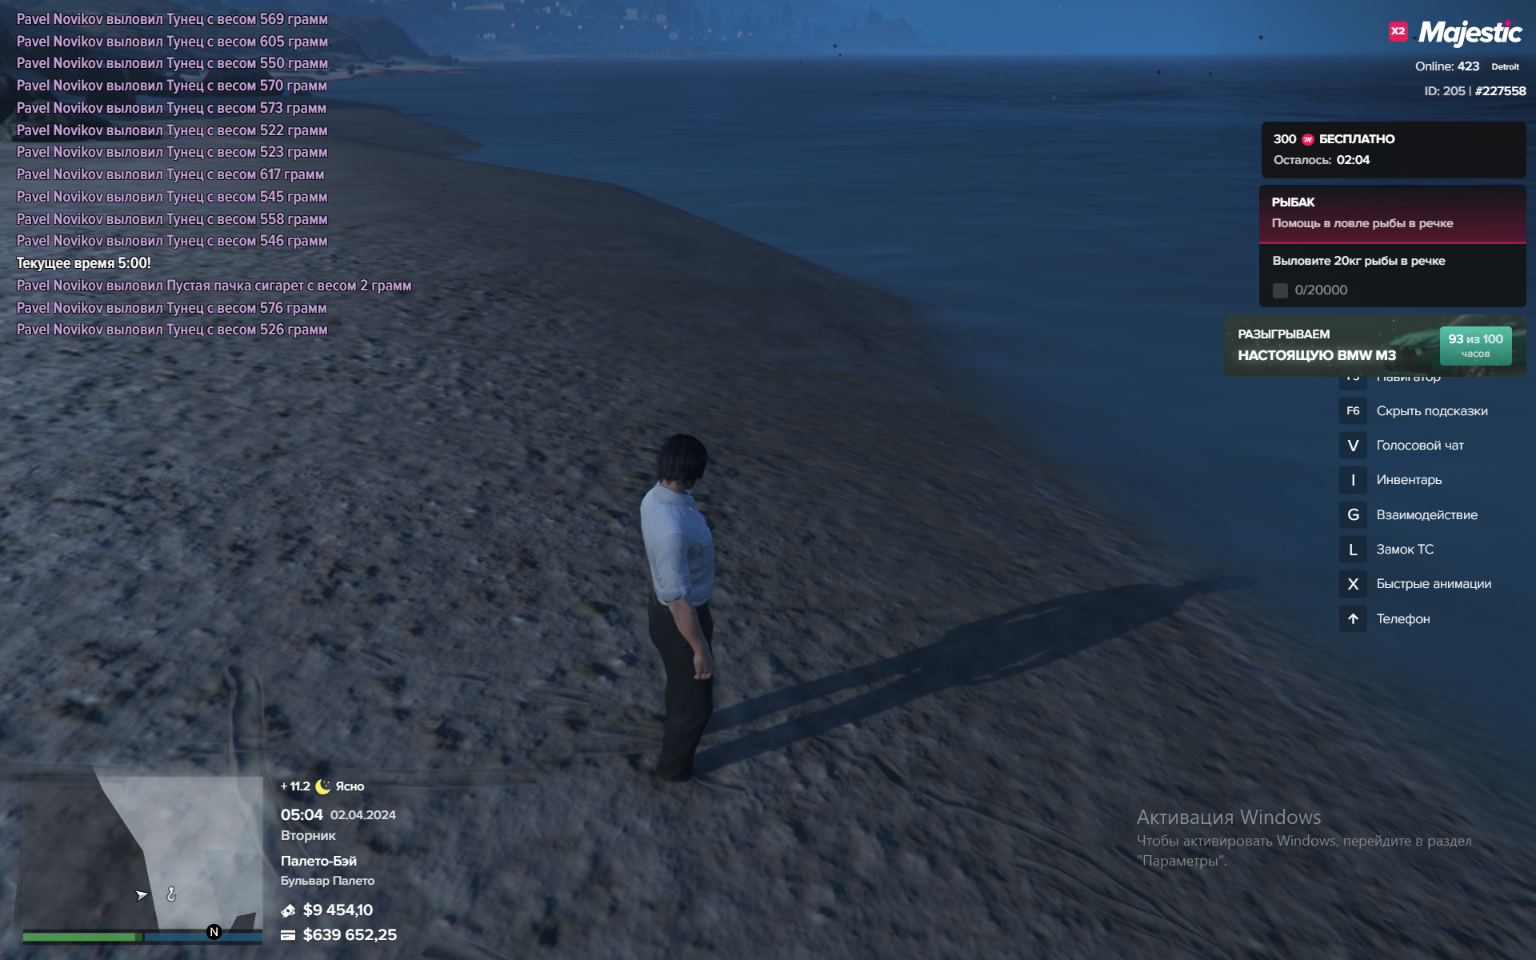 Pavel Novikov выловил Тунец с весом 569 грамм
Pavel Novikov выловил Тунец с весом 605 грамм
Pavel Novikov выловил Тунец с весом 550 грамм
Pavel Novikov выловил Тунец с весом 570 грамм
Pavel Novikov выловил Тунец с весом 573 грамм
Pavel Novikov выловил Тунец с весом 522 грамм
Pavel Novikov выловил Тунец с весом 523 грамм
Pavel Novikov выловил Тунец с весом 617 грамм
Pavel Novikov выловил Тунец с весом 545 грамм
Pavel Novikov выловил Тунец с весом 558 грамм
Pavel Novikov выловил Тунец с весом 546 грамм
Текущее время 5:00!
Pavel Novikov выловил Пустая пачка сигарет с весом 2 грамм
Pavel Novikov выловил Тунец с весом 576 грамм
Pavel Novikov выловил Тунец с весом 526 грамм
X2 Majestic
Online: 423 Detroit
ID: 205 | #227558
300 БЕСПЛАТНО
Осталось: 02:04
РЫБАК
Помощь в ловле рыбы в речке
Выловите 20кг рыбы в речке
0/20000
РАЗЫГРЫВАЕМ
НАСТОЯЩУЮ BMW M3
93 из 100
часов
Навигатор
F6 Скрыть подсказки
V Голосовой чат
I Инвентарь
G Взаимодействие
L Замок ТС
X Быстрые анимации
Телефон
+ 11.2 Ясно
05:04 02.04.2024
Вторник
Палето-Бэй
Бульвар Палето
$9 454,10
$639 652,25
N
Активация Windows
Чтобы активировать Windows, перейдите в раздел
"Параметры".